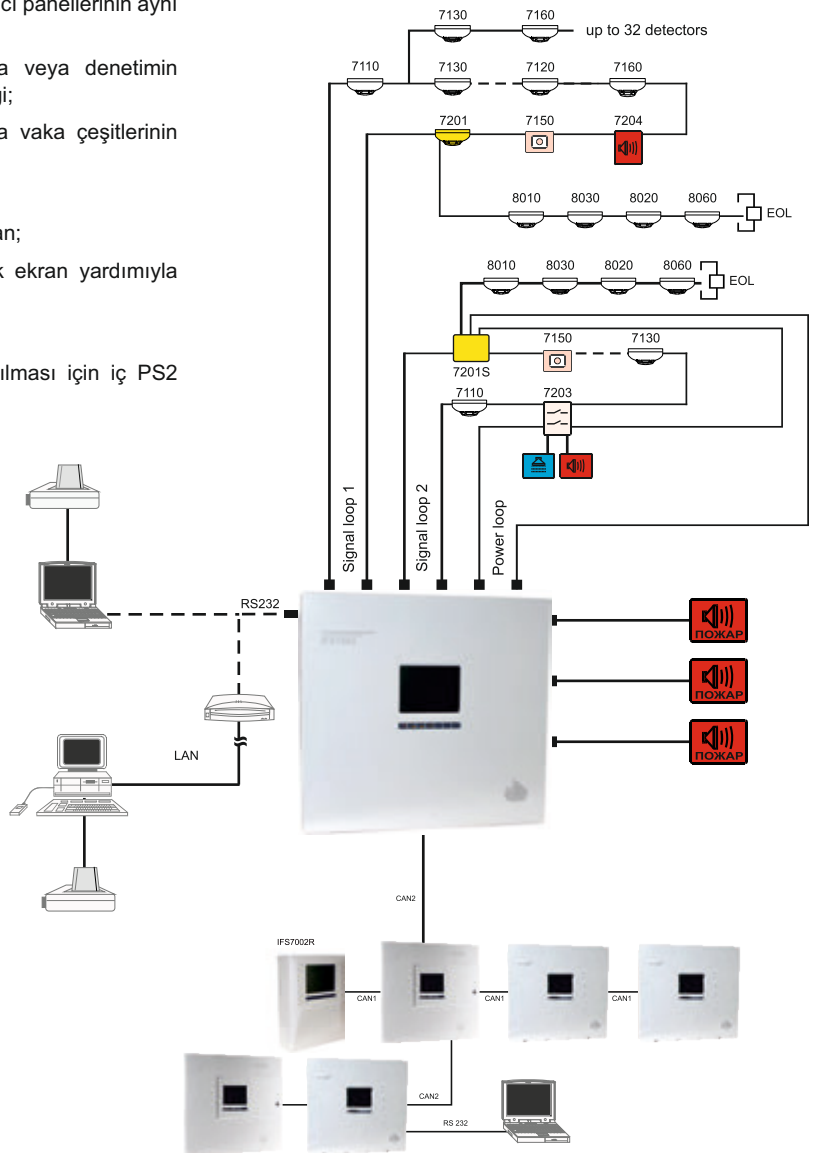 ci panellerinin aynı
a veya denetimin
ği;
a vaka çeşitlerinin
an;
k ekran yardımıyla
ılması için iç PS2
7130 7160
up to 32 detectors
7110 7130 7120 7160
7201 7150 7204
8010 8030 8020 8060
EOL
8010 8030 8020 8060
EOL
7150 7130
7201S
7110 7203
Signal loop 1
Signal loop 2
Power loop
RS232
ПОЖАР
ПОЖАР
ПОЖАР
LAN
CAN2
IFS7002R
CAN1 CAN1 CAN1
CAN2
RS 232